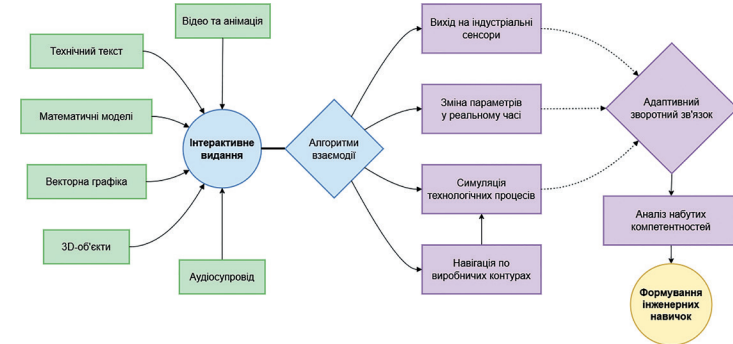 Відео та анімація
Технічний текст
Математичні моделі
Векторна графіка
3D-об'єкти
Аудіосупровід
Інтерактивне
видання
Алгоритми
взаємодії
Вихід на індустріальні
сенсори
Зміна параметрів
у реальному часі
Симуляція
технологічних процесів
Навігація по
виробничих контурах
Адаптивний
зворотний зв'язок
Аналіз набутих
компетентностей
Формування
інженерних
навичок